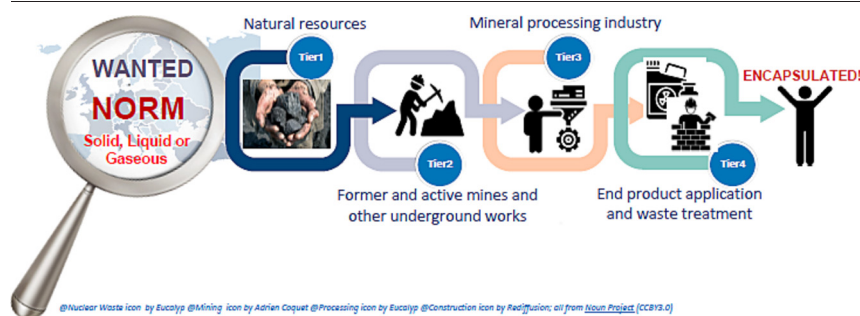 Natural resources
Mineral processing industry
Tier1
Tier3
WANTED
NORM
Solid, Liquid or
Gaseous
ENCAPSULATED!
Tier2
Tier4
Former and active mines and
other underground works
End product application
and waste treatment
@Nuclear Waste icon by Eucalyp @Mining icon by Adrien Coquet @Processing icon by Eucalyp @Construction icon by Rediffusion; all from Noun Project (CCBY3.0)